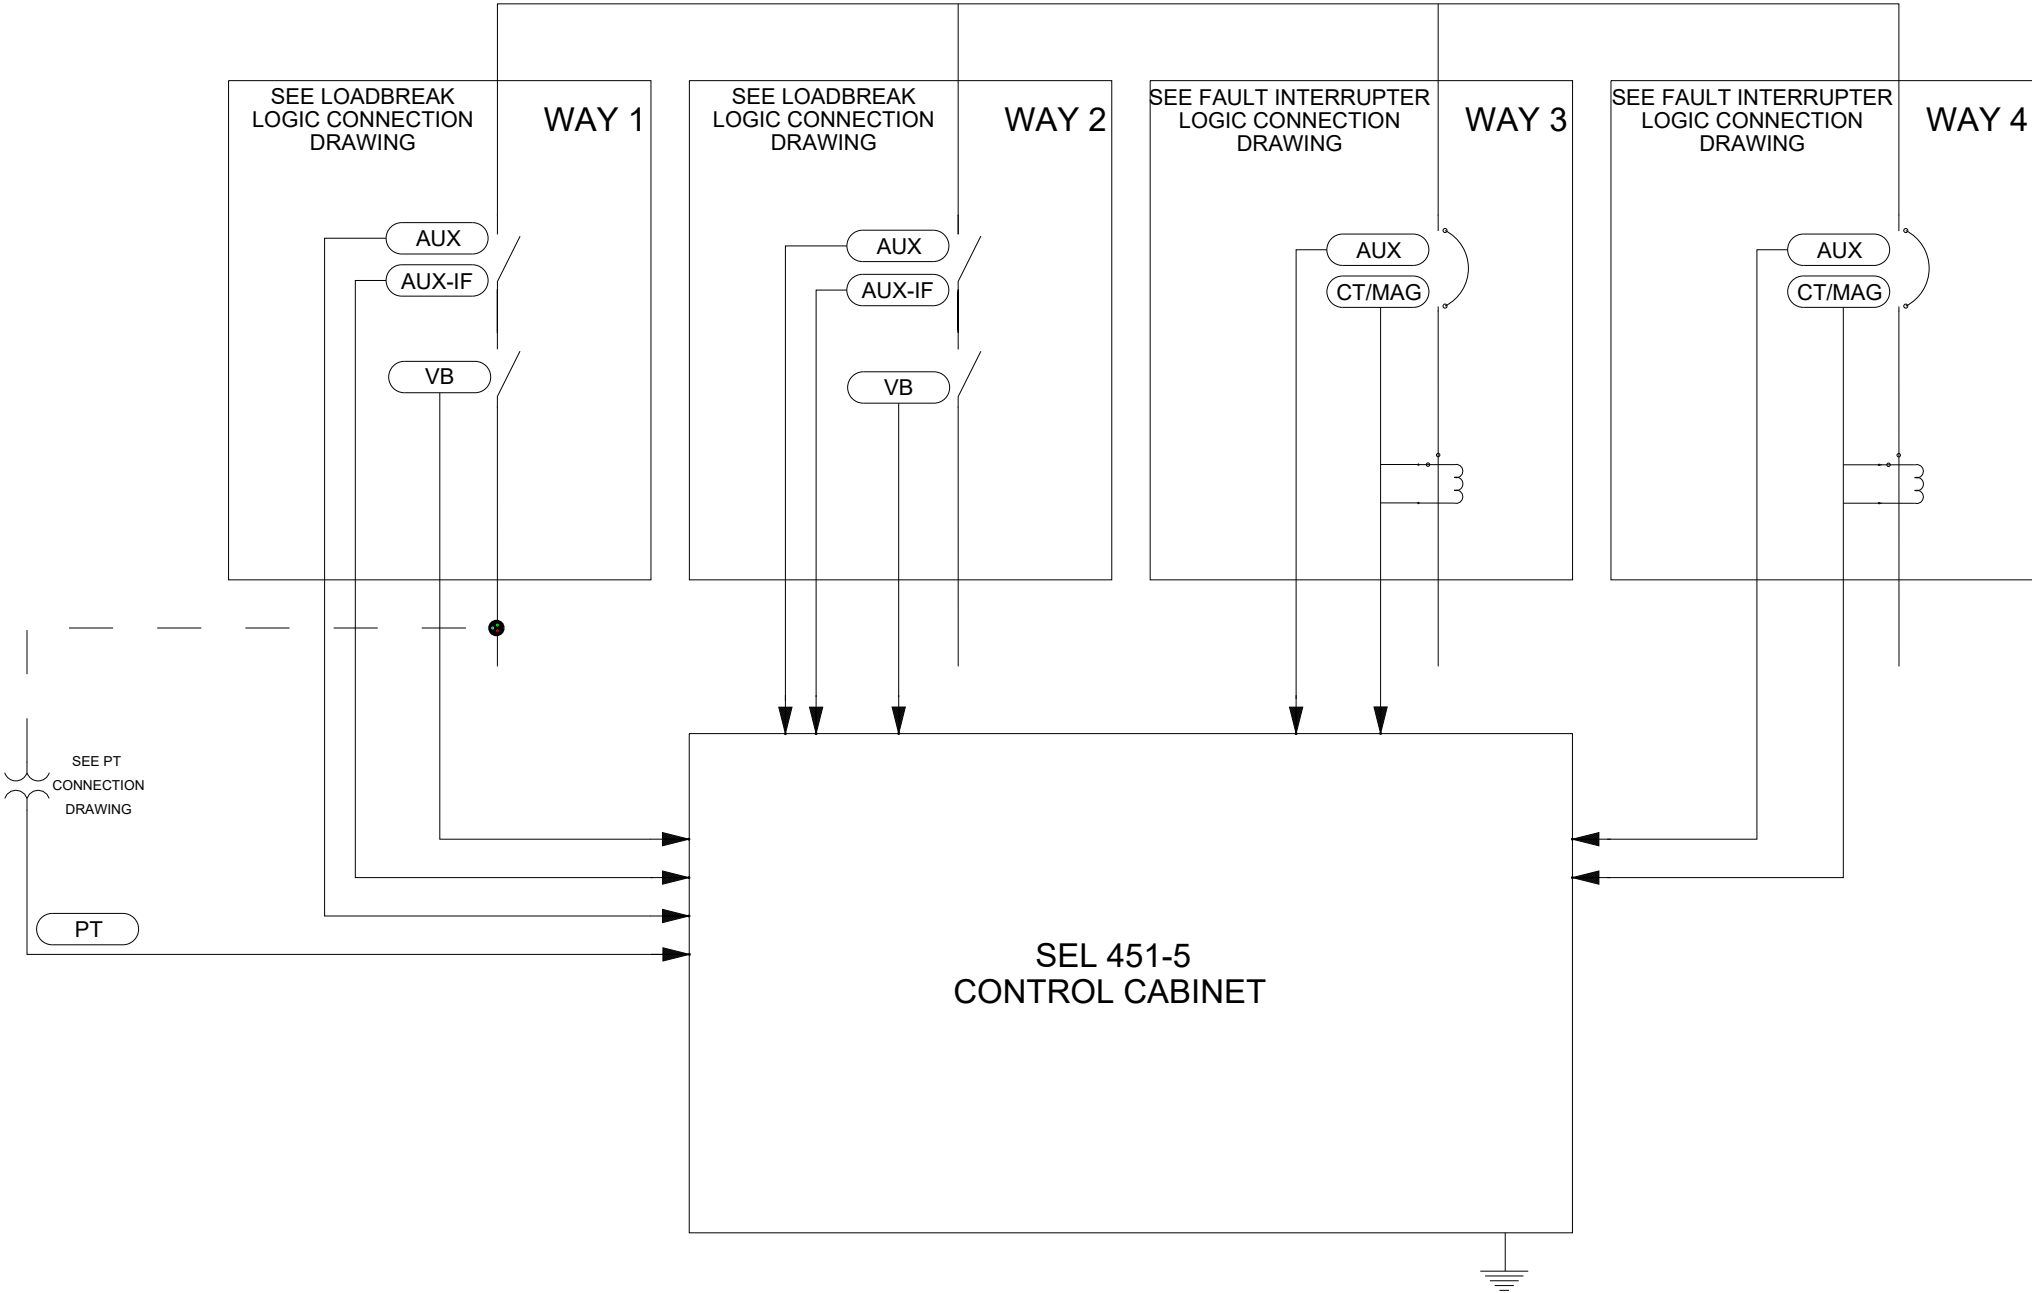 SEE LOADBREAK
LOGIC CONNECTION
DRAWING
WAY 1
AUX
AUX-IF
VB
SEE LOADBREAK
LOGIC CONNECTION
DRAWING
WAY 2
AUX
AUX-IF
VB
SEE FAULT INTERRUPTER
LOGIC CONNECTION
DRAWING
WAY 3
AUX
CT/MAG
SEE FAULT INTERRUPTER
LOGIC CONNECTION
DRAWING
WAY 4
AUX
CT/MAG
SEE PT
CONNECTION
DRAWING
PT
SEL 451-5
CONTROL CABINET